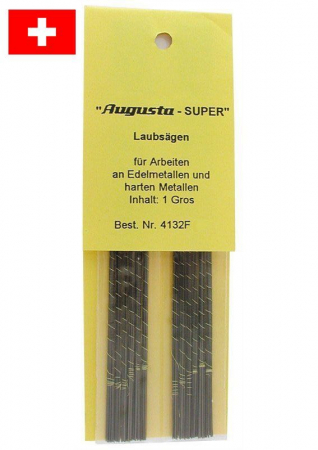 "Augusta - SUPER"
Laubsägen
für Arbeiten
an Edelmetallen und
harten Metallen
Inhalt: 1 Gros
Best. Nr. 4132F